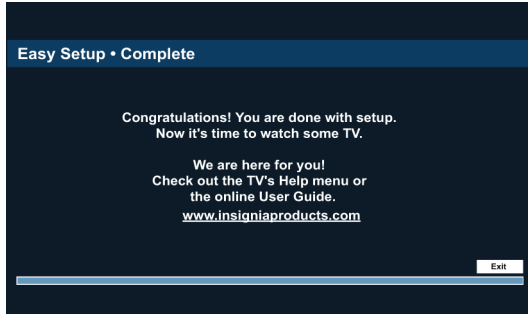 Easy Setup • Complete
Congratulations! You are done with setup.
Now it's time to watch some TV.
We are here for you!
Check out the TV's Help menu or
the online User Guide.
www.insigniaproducts.com
Exit